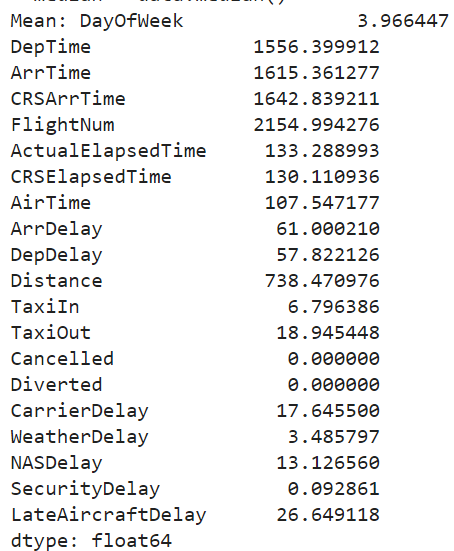 median = data.median()
Mean: DayOfWeek 3.966447
DepTime 1556.399912
ArrTime 1615.361277
CRSArrTime 1642.839211
FlightNum 2154.994276
ActualElapsedTime 133.288993
CRSElapsedTime 130.110936
AirTime 107.547177
ArrDelay 61.000210
DepDelay 57.822126
Distance 738.470976
TaxiIn 6.796386
TaxiOut 18.945448
Cancelled 0.000000
Diverted 0.000000
CarrierDelay 17.645500
WeatherDelay 3.485797
NASDelay 13.126560
SecurityDelay 0.092861
LateAircraftDelay 26.649118
dtype: float64